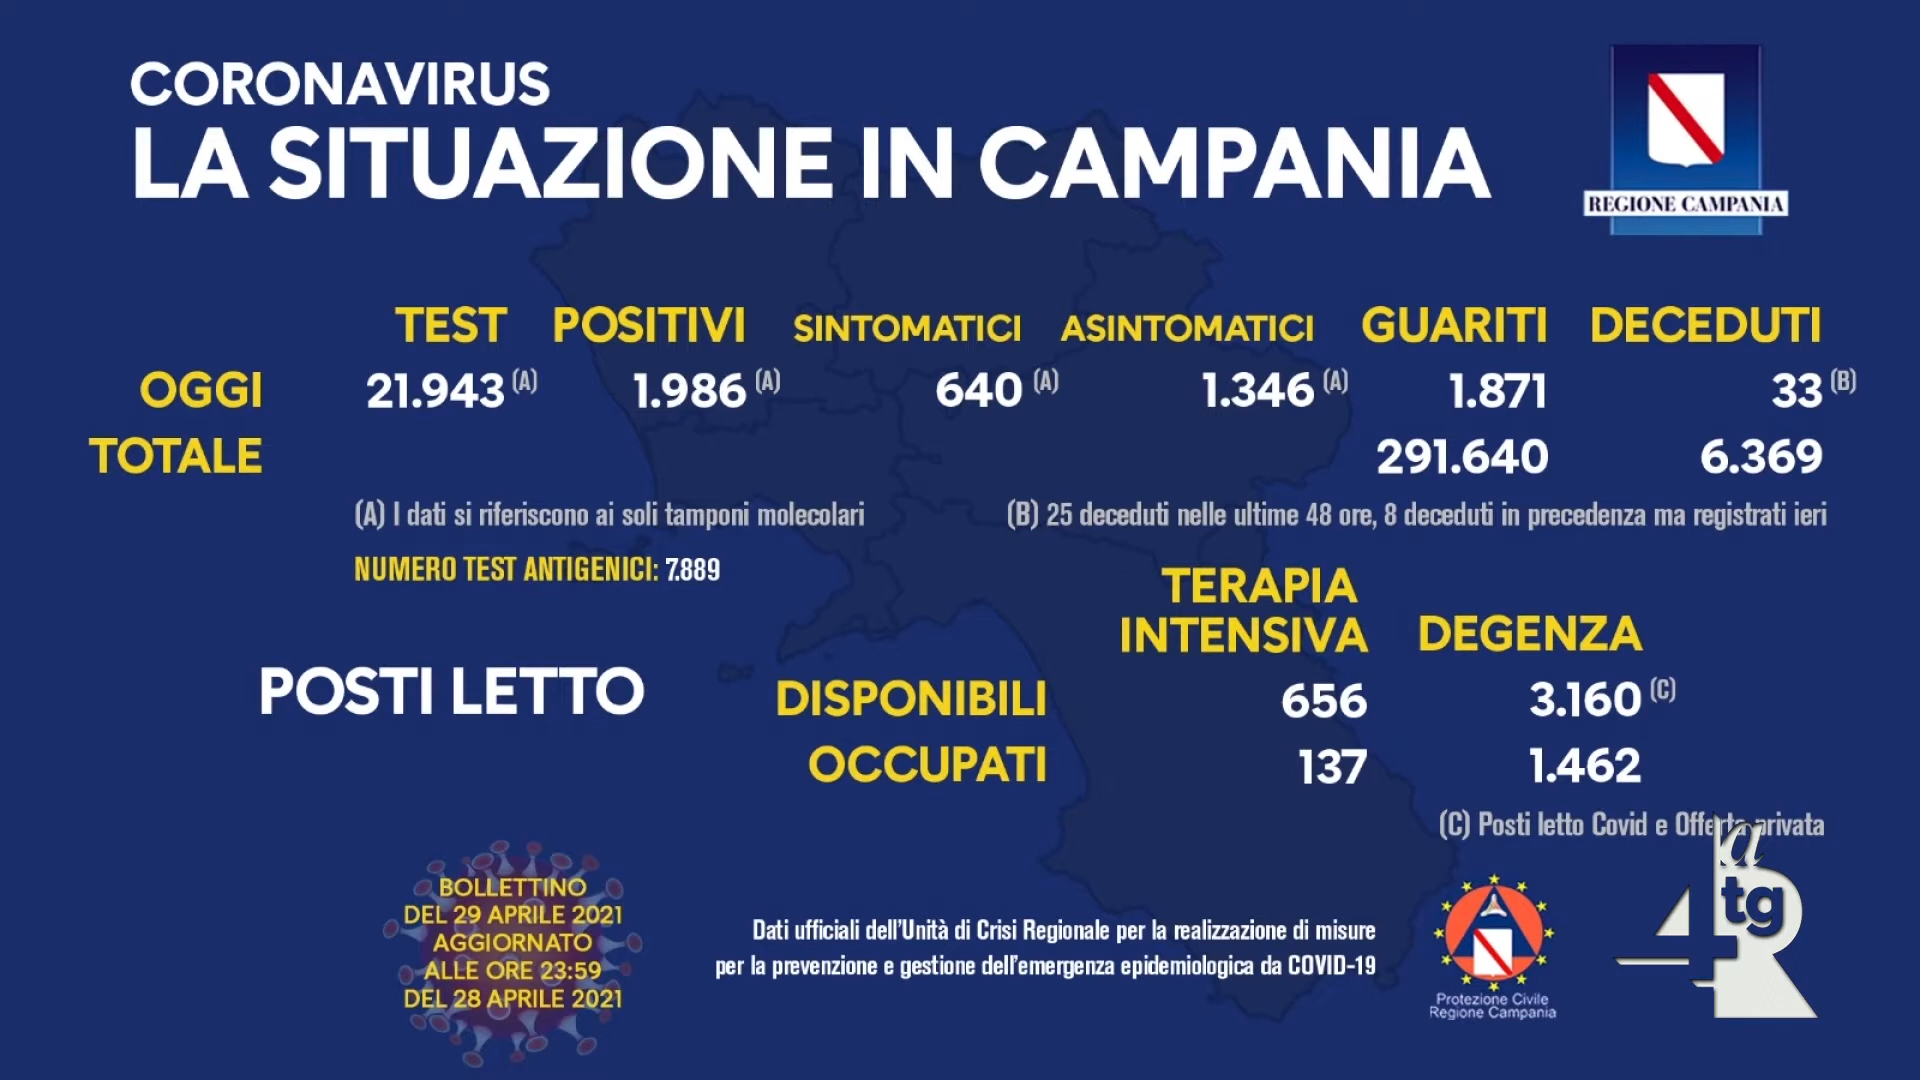 CORONAVIRUS
LA SITUAZIONE IN CAMPANIA
REGIONE CAMPANIA
TEST POSITIVI SINTOMATICI ASINTOMATICI GUARITI DECEDUTI
OGGI 21.943 (A) 1.986 (A) 640 (A) 1.346 (A) 1.871 33 (B)
TOTALE 291.640 6.369
(A) I dati si riferiscono ai soli tamponi molecolari
(B) 25 deceduti nelle ultime 48 ore, 8 deceduti in precedenza ma registrati ieri
NUMERO TEST ANTIGENICI: 7.889
TERAPIA
INTENSIVA DEGENZA
POSTI LETTO
DISPONIBILI 656 3.160 (C)
OCCUPATI 137 1.462
(C) Posti letto Covid e Offerta privata
BOLLETTINO
DEL 29 APRILE 2021
AGGIORNATO
ALLE ORE 23:59
DEL 28 APRILE 2021
Dati ufficiali dell'Unità di Crisi Regionale per la realizzazione di misure
per la prevenzione e gestione dell'emergenza epidemiologica da COVID-19
Protezione Civile
Regione Campania
la
tg
4R